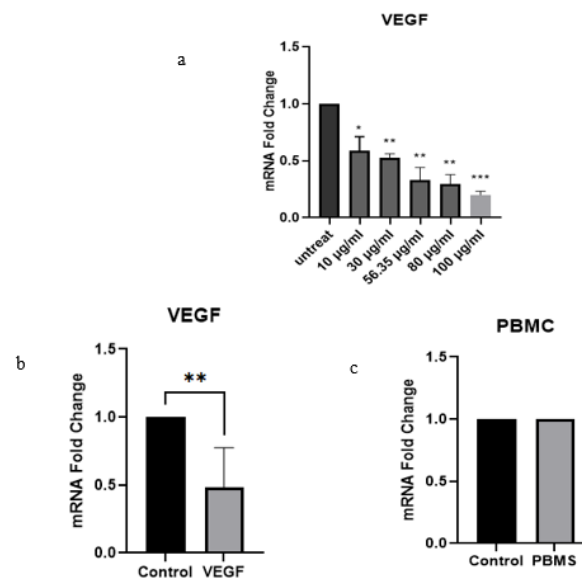 VEGF
a
mRNA Fold Change
1.5
1.0
0.5
0.0
*
**
**
**
***
untreat
10 µg/ml
30 µg/ml
56.35 µg/ml
80 µg/ml
100 µg/ml
VEGF
b
mRNA Fold Change
1.5
1.0
0.5
0.0
**
Control VEGF
PBMC
c
mRNA Fold Change
1.5
1.0
0.5
0.0
Control PBMS